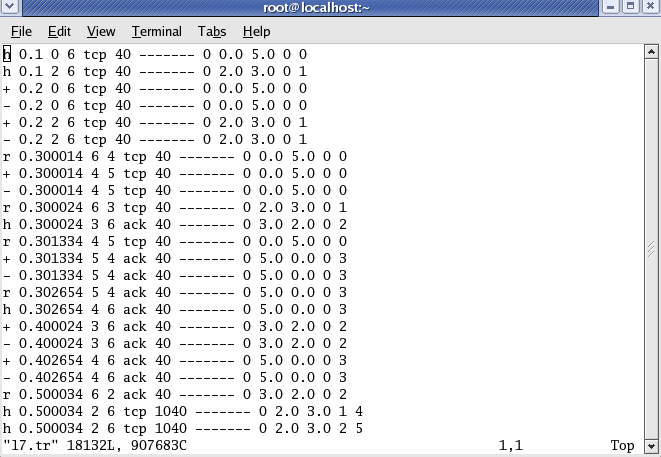 root@localhost:~
File Edit View Terminal Tabs Help
h 0.1 0 6 tcp 40 ------- 0 0.0 5.0 0 0
h 0.1 2 6 tcp 40 ------- 0 2.0 3.0 0 1
+ 0.2 0 6 tcp 40 ------- 0 0.0 5.0 0 0
- 0.2 0 6 tcp 40 ------- 0 0.0 5.0 0 0
+ 0.2 2 6 tcp 40 ------- 0 2.0 3.0 0 1
- 0.2 2 6 tcp 40 ------- 0 2.0 3.0 0 1
r 0.300014 6 4 tcp 40 ------- 0 0.0 5.0 0 0
+ 0.300014 4 5 tcp 40 ------- 0 0.0 5.0 0 0
- 0.300014 4 5 tcp 40 ------- 0 0.0 5.0 0 0
r 0.300024 6 3 tcp 40 ------- 0 2.0 3.0 0 1
h 0.300024 3 6 ack 40 ------- 0 3.0 2.0 0 2
r 0.301334 4 5 tcp 40 ------- 0 0.0 5.0 0 0
+ 0.301334 5 4 ack 40 ------- 0 5.0 0.0 0 3
- 0.301334 5 4 ack 40 ------- 0 5.0 0.0 0 3
r 0.302654 5 4 ack 40 ------- 0 5.0 0.0 0 3
h 0.302654 4 6 ack 40 ------- 0 5.0 0.0 0 3
+ 0.400024 3 6 ack 40 ------- 0 3.0 2.0 0 2
- 0.400024 3 6 ack 40 ------- 0 3.0 2.0 0 2
+ 0.402654 4 6 ack 40 ------- 0 5.0 0.0 0 3
- 0.402654 4 6 ack 40 ------- 0 5.0 0.0 0 3
r 0.500034 6 2 ack 40 ------- 0 3.0 2.0 0 2
h 0.500034 2 6 tcp 1040 ------- 0 2.0 3.0 1 4
h 0.500034 2 6 tcp 1040 ------- 0 2.0 3.0 2 5
"17.tr" 18132L, 907683C 1,1 Top